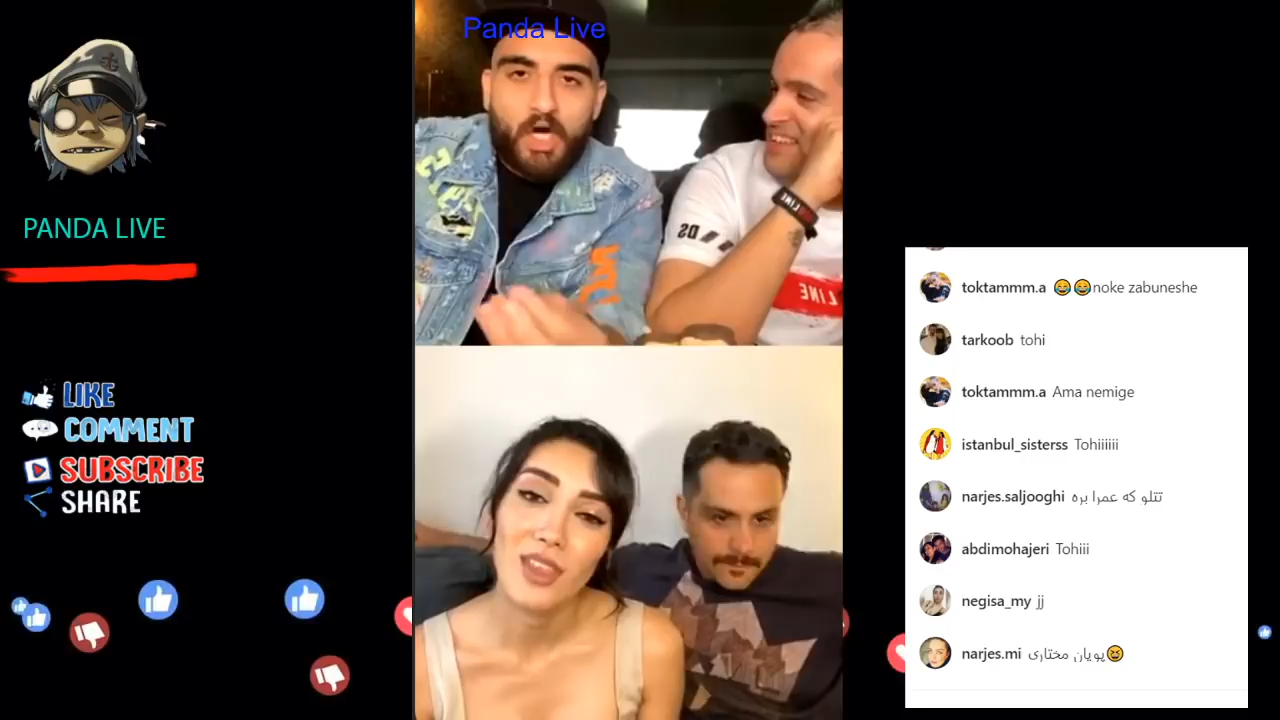 Panda Live
PANDA LIVE
LIKE
COMMENT
SUBSCRIBE
SHARE
LINE
toktammm.a 😂😂noke zabuneshe
tarkoob tohi
toktammm.a Ama nemige
istanbul_sisterss Tohiiiiii
narjes.saljooghi تتلو که عمرا بره
abdimohajeri Tohiii
negisa_my jj
narjes.mi پویان مختاری😆